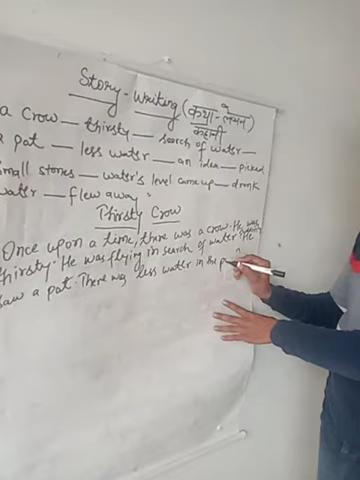 Story-Writing (कथा-लेखन)
कहानी
a Crow — thirsty — search of water —
a pot — less water — an idea — picked
small stones — water's level came up — drank
water — flew away.
Thirsty Crow
Once upon a time, there was a crow. He was
thirsty. He was flying in search of water. He
saw a pot. There was less water in the